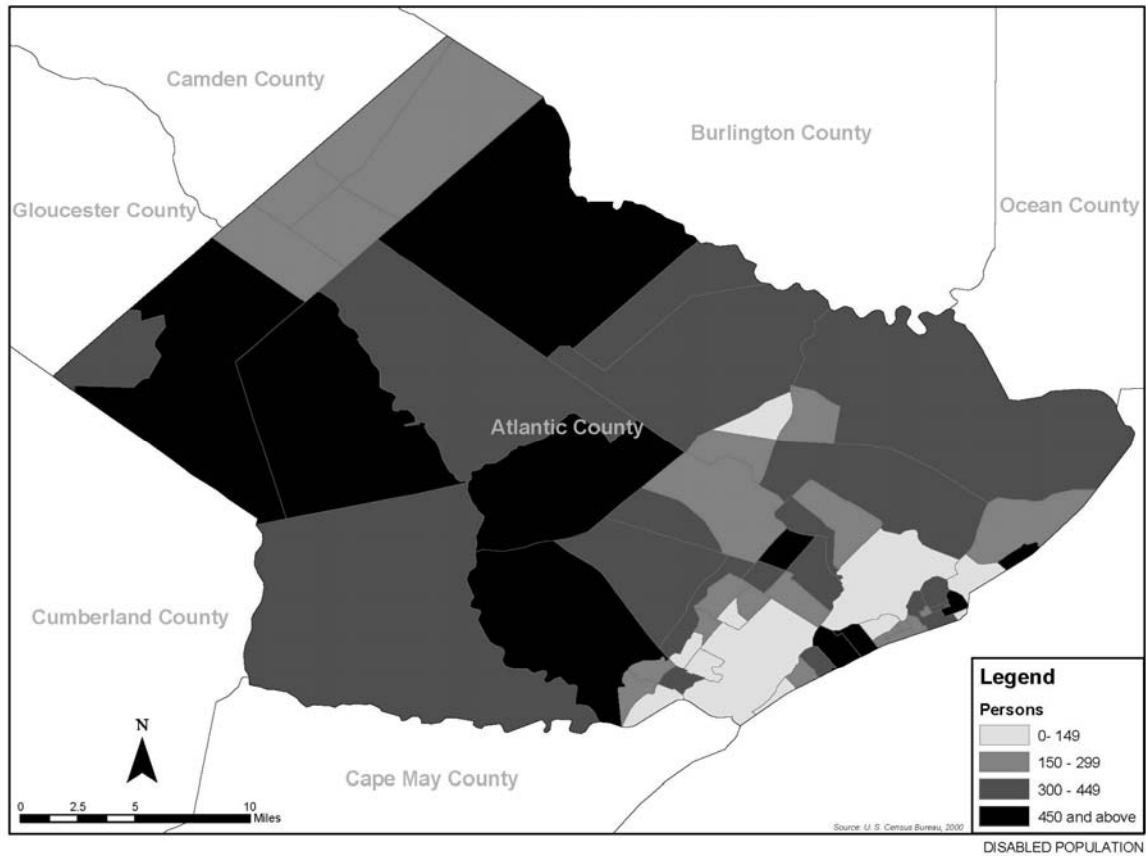 Camden County
Burlington County
Gloucester County
Ocean County
Atlantic County
Cumberland County
Cape May County
N
0 2.5 5 10
Miles
Legend
Persons
0- 149
150 - 299
300 - 449
450 and above
Source: U. S. Census Bureau, 2000
DISABLED POPULATION